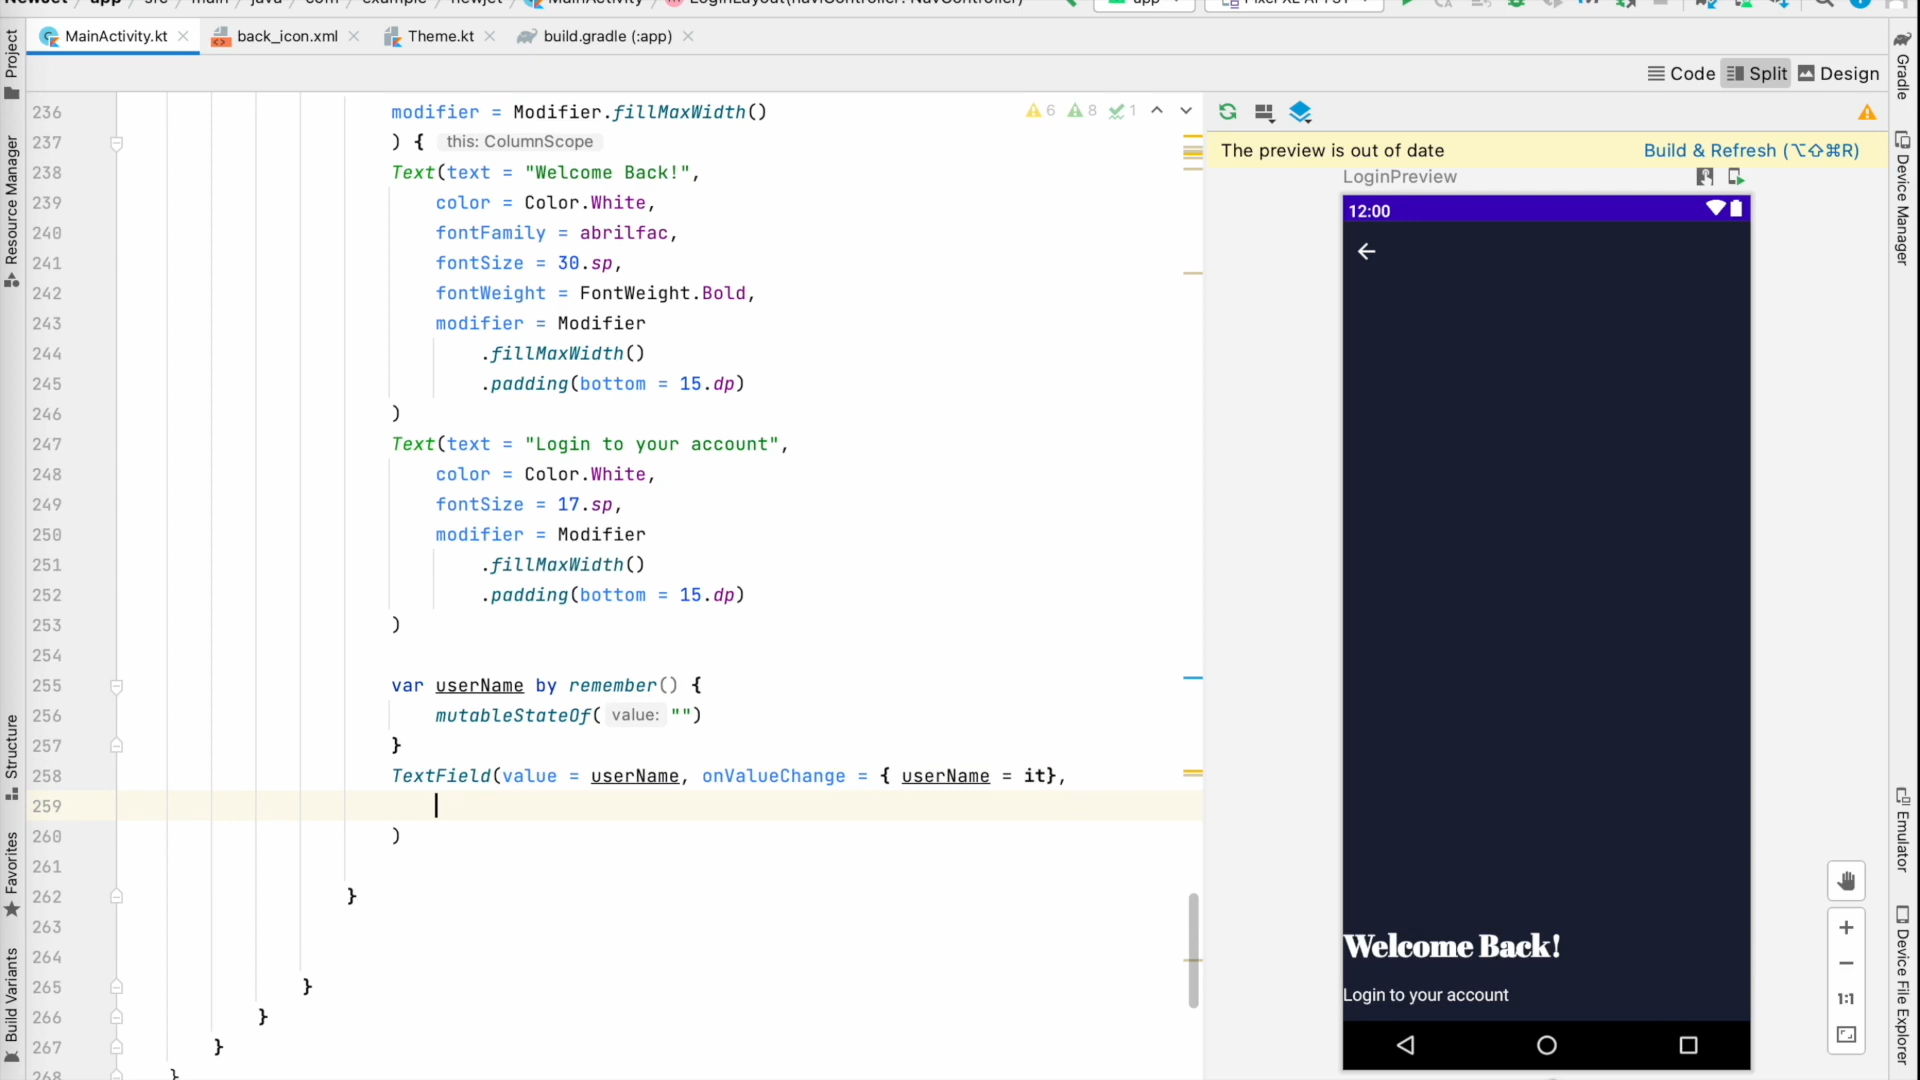 MainActivity.kt back_icon.xml Theme.kt build.gradle (:app)
Code Split Design
Project
Resource Manager
Structure
Favorites
Build Variants
236 modifier = Modifier.fillMaxWidth()
237 ) { this: ColumnScope
238 Text(text = "Welcome Back!",
239 color = Color.White,
240 fontFamily = abrilfac,
241 fontSize = 30.sp,
242 fontWeight = FontWeight.Bold,
243 modifier = Modifier
244 .fillMaxWidth()
245 .padding(bottom = 15.dp)
246 )
247 Text(text = "Login to your account",
248 color = Color.White,
249 fontSize = 17.sp,
250 modifier = Modifier
251 .fillMaxWidth()
252 .padding(bottom = 15.dp)
253 )
254
255 var userName by remember() {
256 mutableStateOf( value: "")
257 }
258 TextField(value = userName, onValueChange = { userName = it},
259
260 )
261
262 }
263
264
265 }
266 }
267 }
268 }
6 8 1
The preview is out of date Build & Refresh (⌥⇧⌘R)
LoginPreview
12:00
Welcome Back!
Login to your account
1:1
Gradle
Device Manager
Emulator
Device File Explorer